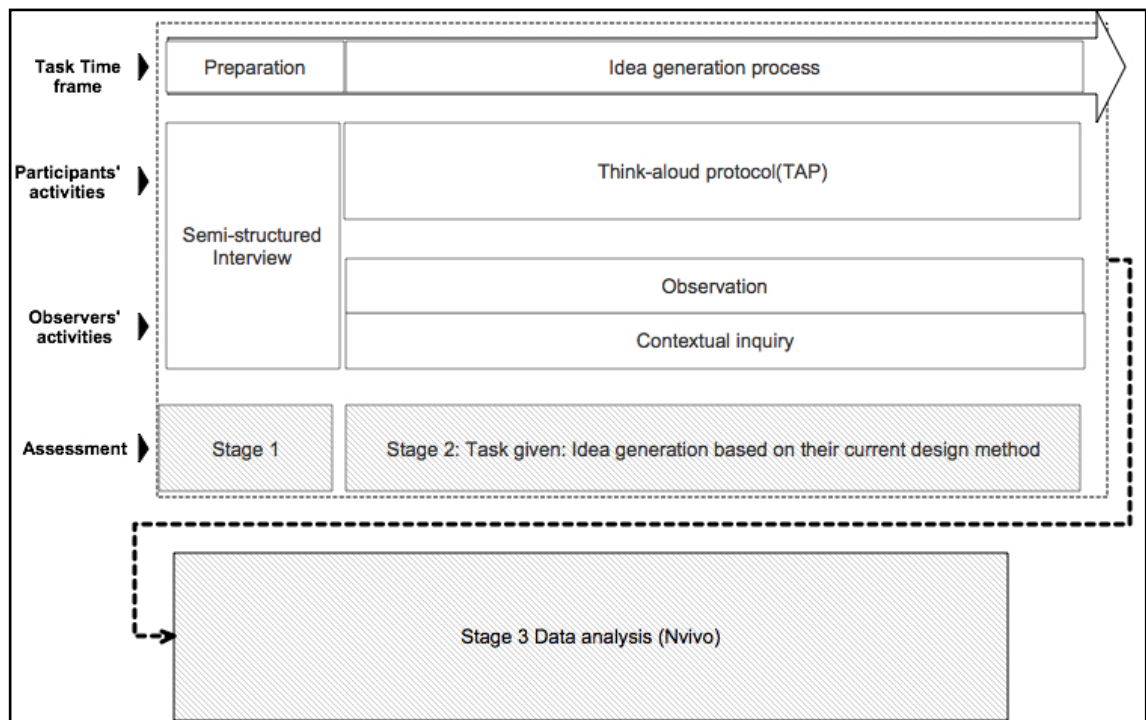 Task Time
frame
Preparation
Idea generation process
Participants'
activities
Think-aloud protocol(TAP)
Semi-structured
Interview
Observation
Observers'
activities
Contextual inquiry
Assessment
Stage 1
Stage 2: Task given: Idea generation based on their current design method
Stage 3 Data analysis (Nvivo)